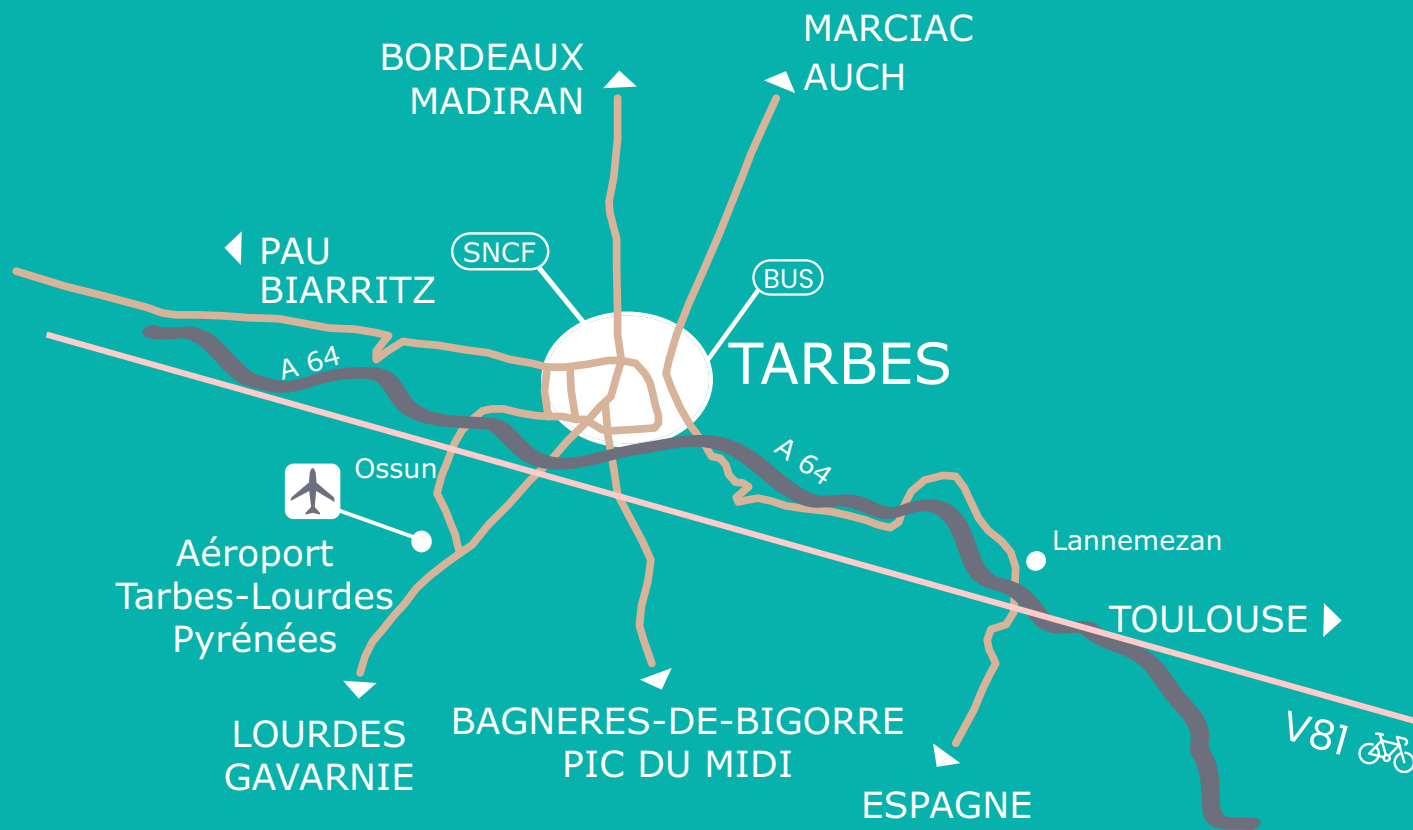 MARCIAC
AUCH
BORDEAUX
MADIRAN
PAU
BIARRITZ
SNCF
BUS
TARBES
A 64
A 64
Ossun
Aéroport
Tarbes-Lourdes
Pyrénées
Lannemezan
TOULOUSE
LOURDES
GAVARNIE
BAGNERES-DE-BIGORRE
PIC DU MIDI
V81
ESPAGNE